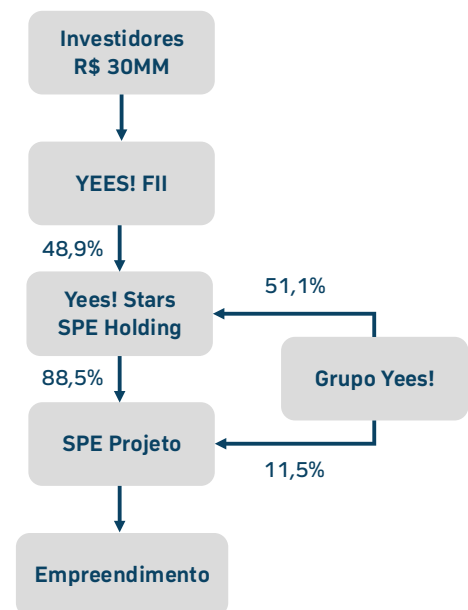 Investidores
R$ 30MM
YEES! FII
48,9%
Yees! Stars
SPE Holding
51,1%
Grupo Yees!
88,5%
SPE Projeto
11,5%
Empreendimento